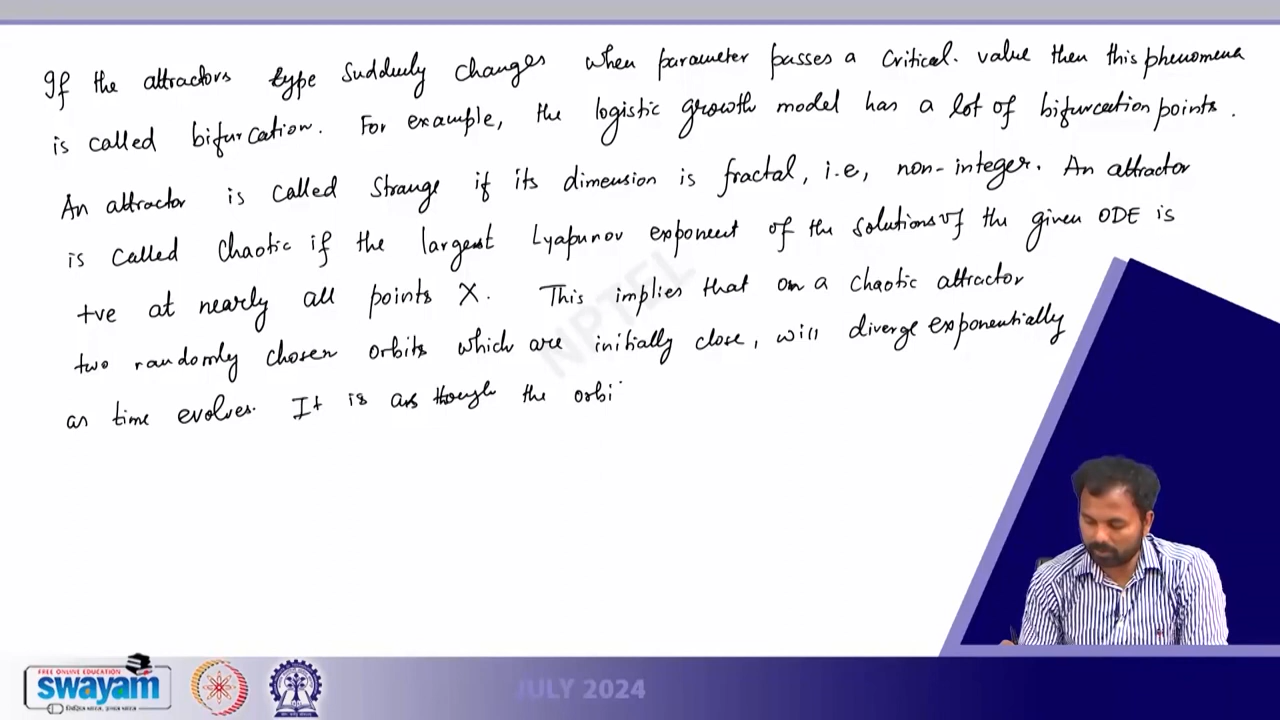 If the attractors type suddenly changes when parameter passes a critical. value then this phenomena
is called bifurcation. For example, the logistic growth model has a lot of bifurcation points.
An attractor is called strange if its dimension is fractal, i.e, non-integer. An attractor
is called chaotic if the largest Lyapunov exponent of the solutions of the given ODE is
+ve at nearly all points X. This implies that on a chaotic attractor
two randomly chosen orbits which are initially close, will diverge exponentially
as time evolves. It is as though the orbi
NPTEL
FREE ONLINE EDUCATION
swayam
JULY 2024